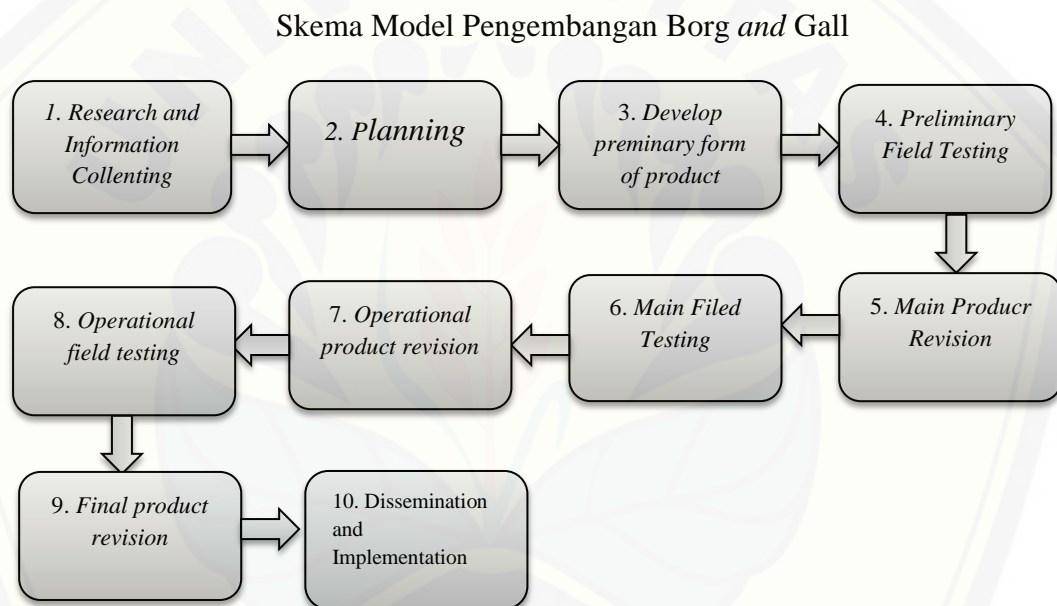 Skema Model Pengembangan Borg and Gall
1. Research and
Information
Collenting
2. Planning
3. Develop
preminary form
of product
4. Preliminary
Field Testing
5. Main Producr
Revision
6. Main Filed
Testing
7. Operational
product revision
8. Operational
field testing
9. Final product
revision
10. Dissemination
and
Implementation